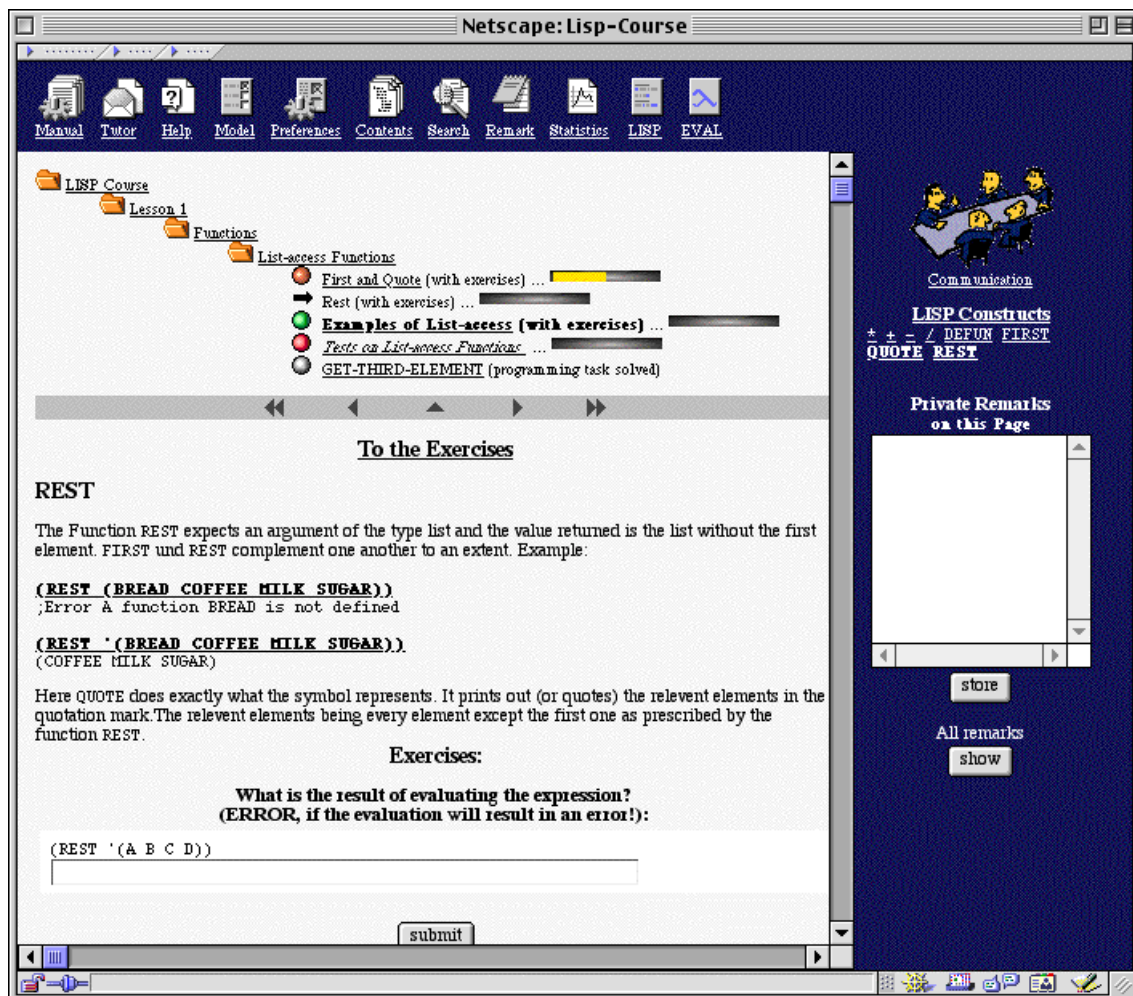 Netscape: Lisp-Course
Manual Tutor Help Model Preferences Contents Search Remark Statistics LISP EVAL
LISP Course
Lesson 1
Functions
List-access Functions
First and Quote (with exercises) ...
Rest (with exercises) ...
Examples of List-access (with exercises) ...
Tests on List-access Functions ...
GET-THIRD-ELEMENT (programming task solved)
To the Exercises
REST
The Function REST expects an argument of the type list and the value returned is the list without the first
element. FIRST und REST complement one another to an extent. Example:
(REST (BREAD COFFEE MILK SUGAR))
;Error A function BREAD is not defined
(REST '(BREAD COFFEE MILK SUGAR))
(COFFEE MILK SUGAR)
Here QUOTE does exactly what the symbol represents. It prints out (or quotes) the relevent elements in the
quotation mark.The relevent elements being every element except the first one as prescribed by the
function REST.
Exercises:
What is the result of evaluating the expression?
(ERROR, if the evaluation will result in an error!):
(REST '(A B C D))
submit
Communication
LISP Constructs
* + - / DEFUN FIRST
QUOTE REST
Private Remarks
on this Page
store
All remarks
show